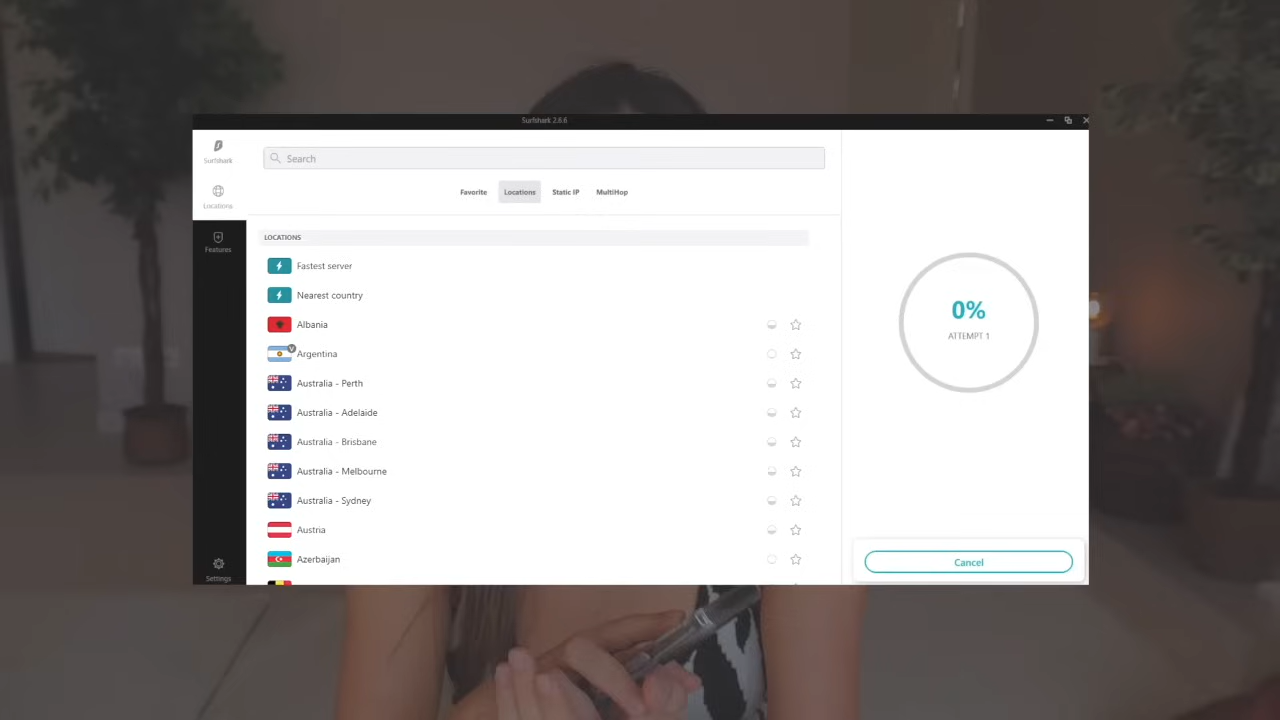 Surfshark 2.6.6
Surfshark
Search
Locations
Favorite Locations Static IP MultiHop
Features
LOCATIONS
Fastest server
Nearest country
Albania
Argentina
Australia - Perth
Australia - Adelaide
Australia - Brisbane
Australia - Melbourne
Australia - Sydney
Austria
Azerbaijan
Settings
0%
ATTEMPT 1
Cancel